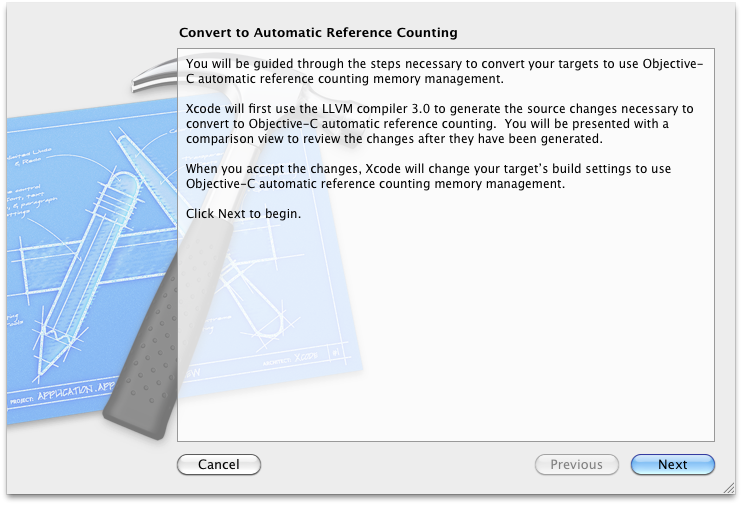 Convert to Automatic Reference Counting
You will be guided through the steps necessary to convert your targets to use Objective-
C automatic reference counting memory management.
Xcode will first use the LLVM compiler 3.0 to generate the source changes necessary to
convert to Objective-C automatic reference counting.  You will be presented with a
comparison view to review the changes after they have been generated.
When you accept the changes, Xcode will change your target's build settings to use
Objective-C automatic reference counting memory management.
Click Next to begin.
PROJECT: APPLICATION.APP
XCODE
Cancel
Previous
Next